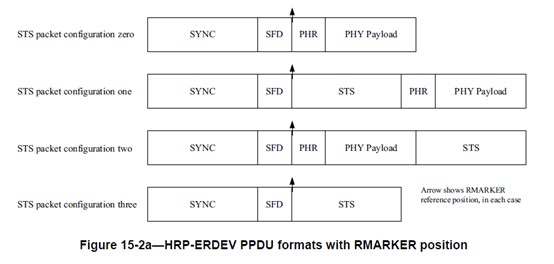 STS packet configuration zero SYNC SFD PHR PHY Payload
STS packet configuration one SYNC SFD STS PHR PHY Payload
STS packet configuration two SYNC SFD PHR PHY Payload STS
STS packet configuration three SYNC SFD STS
Arrow shows RMARKER
reference position, in each case
Figure 15-2a—HRP-ERDEV PPDU formats with RMARKER position